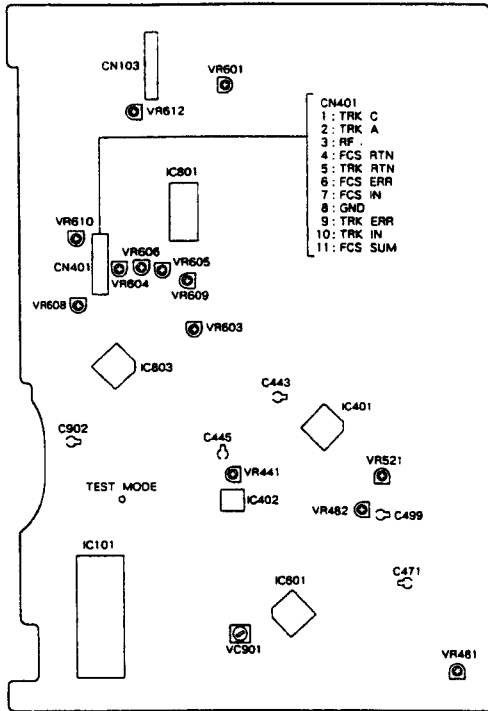 CN103
VR601
VR612
CN401
1 : TRK C
2 : TRK A
3 : RF .
4 : FCS RTN
5 : TRK RTN
6 : FCS ERR
7 : FCS IN
8 : GND
9 : TRK ERR
10 : TRK IN
11 : FCS SUM
IC801
VR610
VR606
CN401
VR605
VR604
VR609
VR608
VR603
IC803
C443
IC401
C902
C445
VR521
VR441
TEST MODE
IC402
VR482
C499
IC101
C471
IC601
VC901
VR481